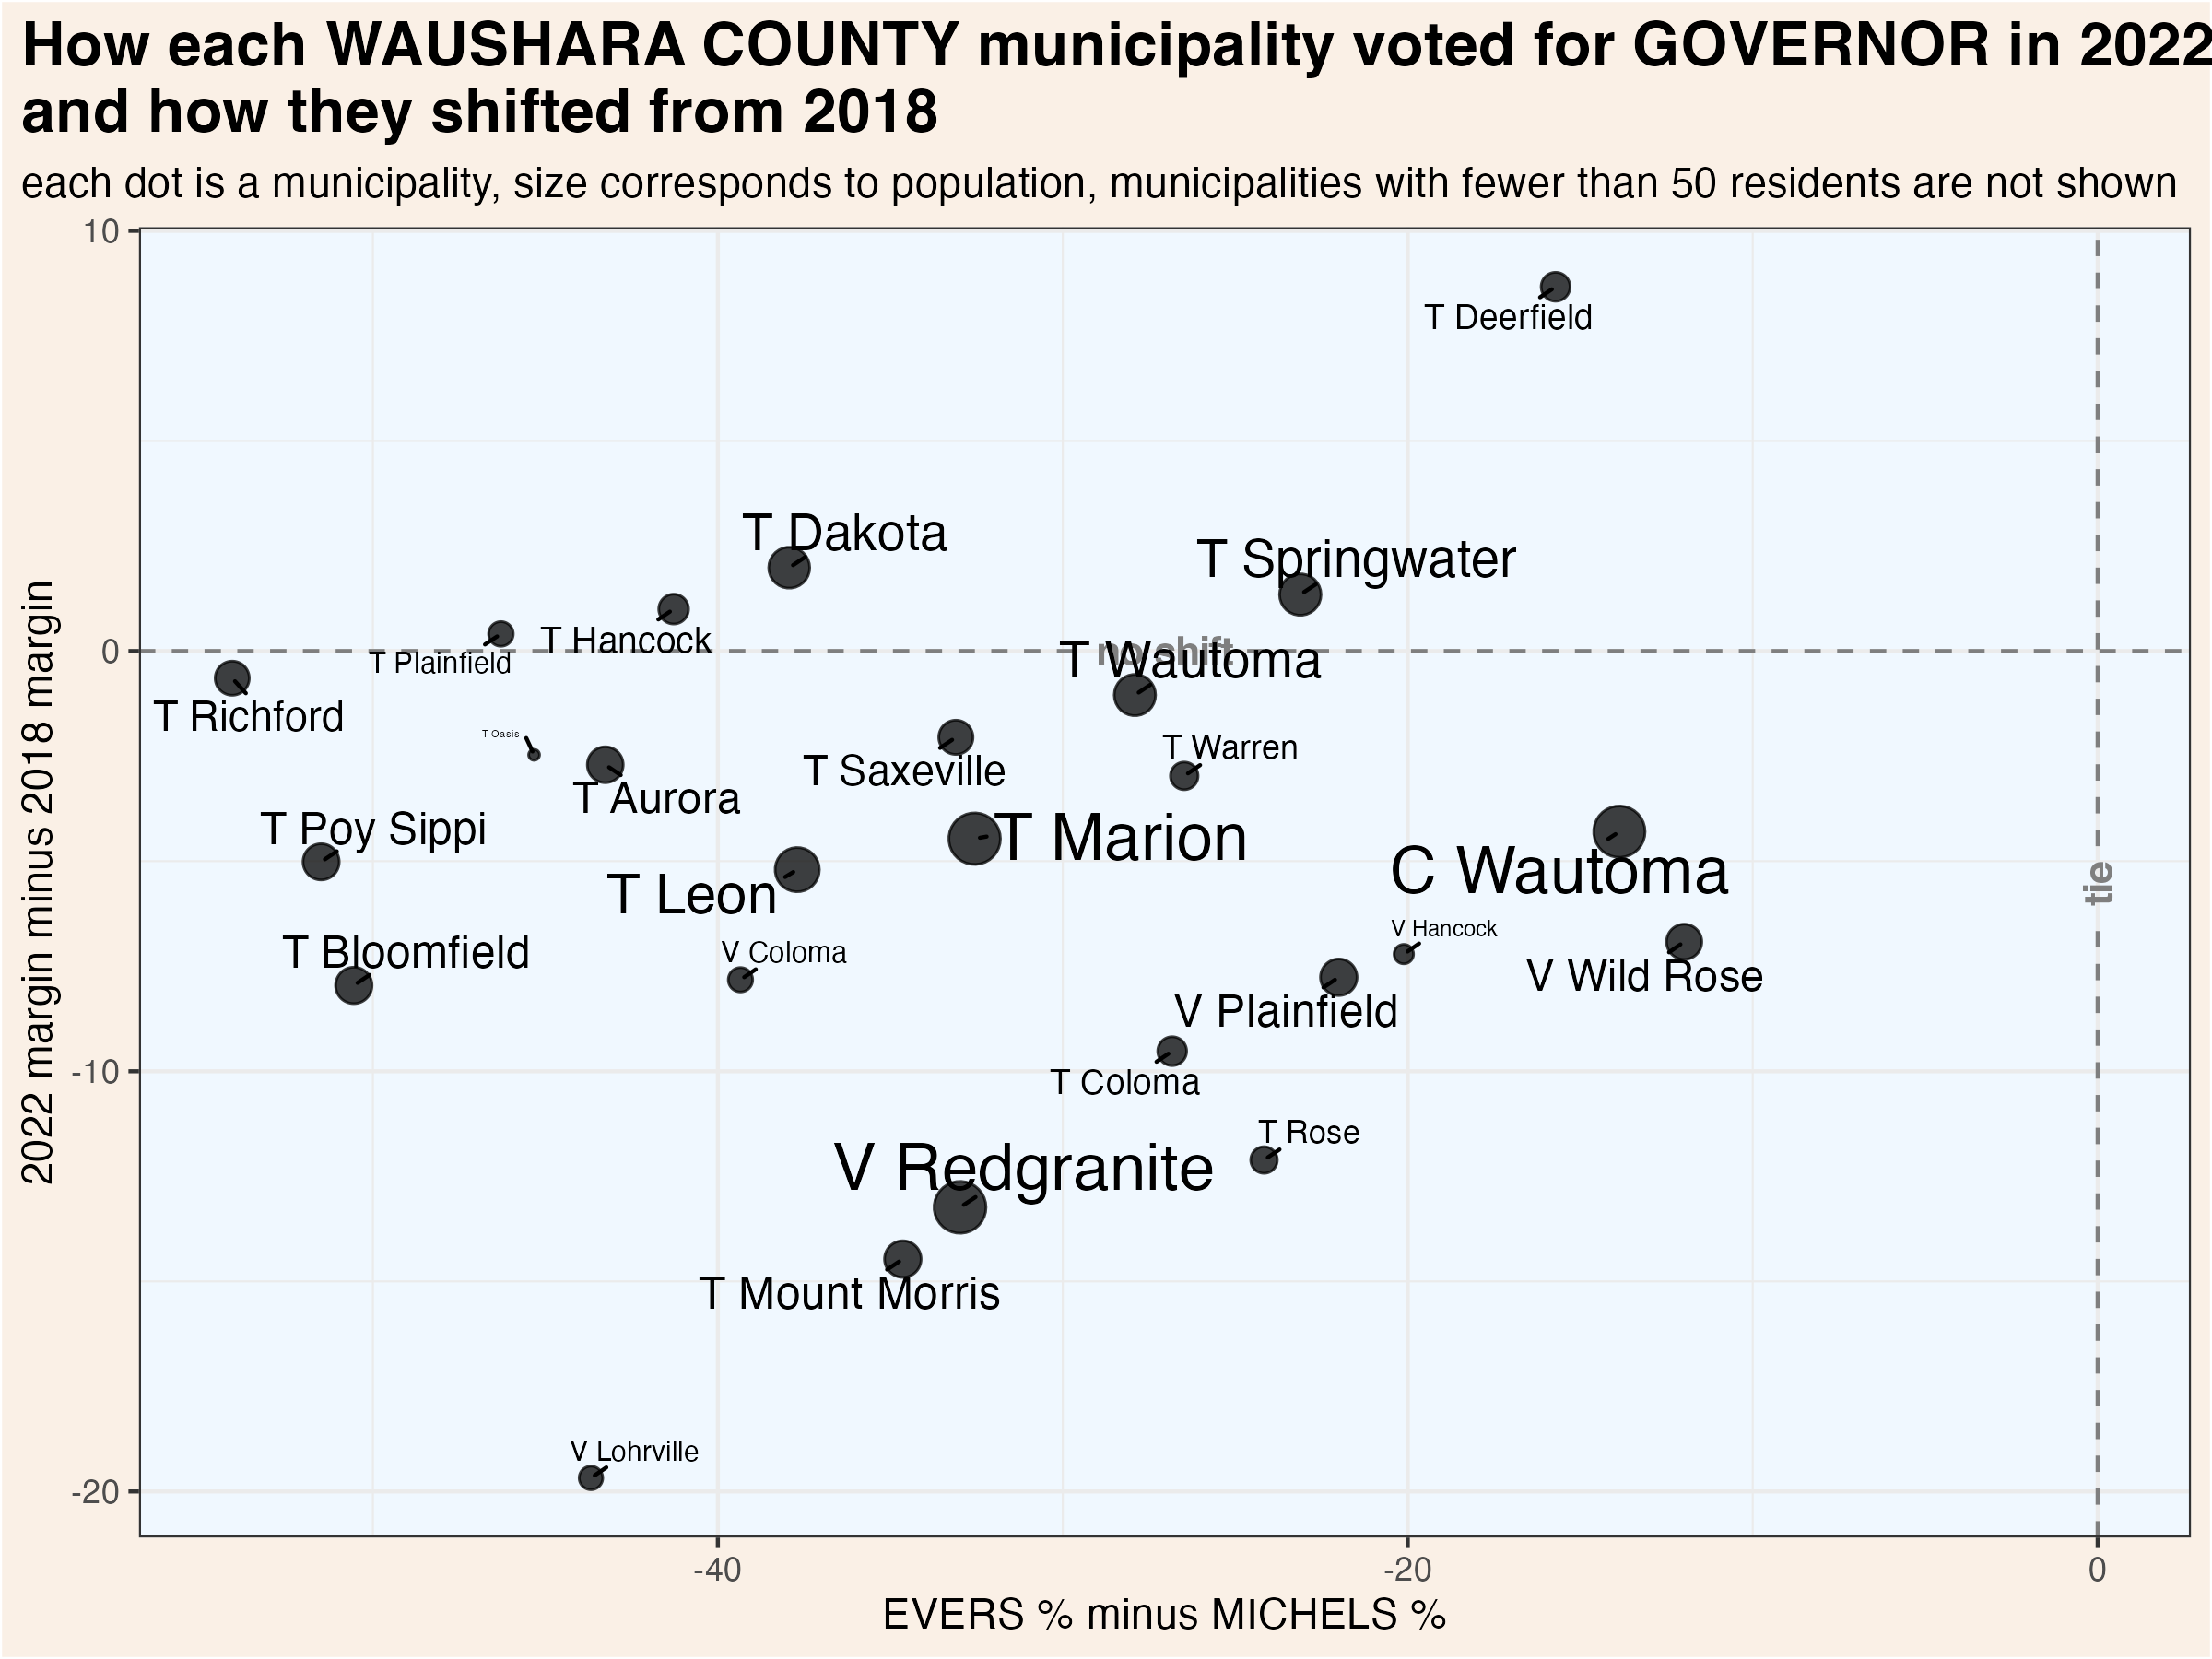 How each WAUSHARA COUNTY municipality voted for GOVERNOR in 2022
and how they shifted from 2018
each dot is a municipality, size corresponds to population, municipalities with fewer than 50 residents are not shown
10
T Deerfield
T Dakota
T Springwater
T Hancock
T Plainfield
0
no shift
T Wautoma
T Richford
T Oasis
T Warren
T Saxeville
T Aurora
T Poy Sippi
T Marion
C Wautoma
tie
T Leon
V Hancock
T Bloomfield
V Coloma
V Wild Rose
V Plainfield
-10
T Coloma
T Rose
V Redgranite
T Mount Morris
V Lohrville
-20
2022 margin minus 2018 margin
-40
-20
0
EVERS % minus MICHELS %